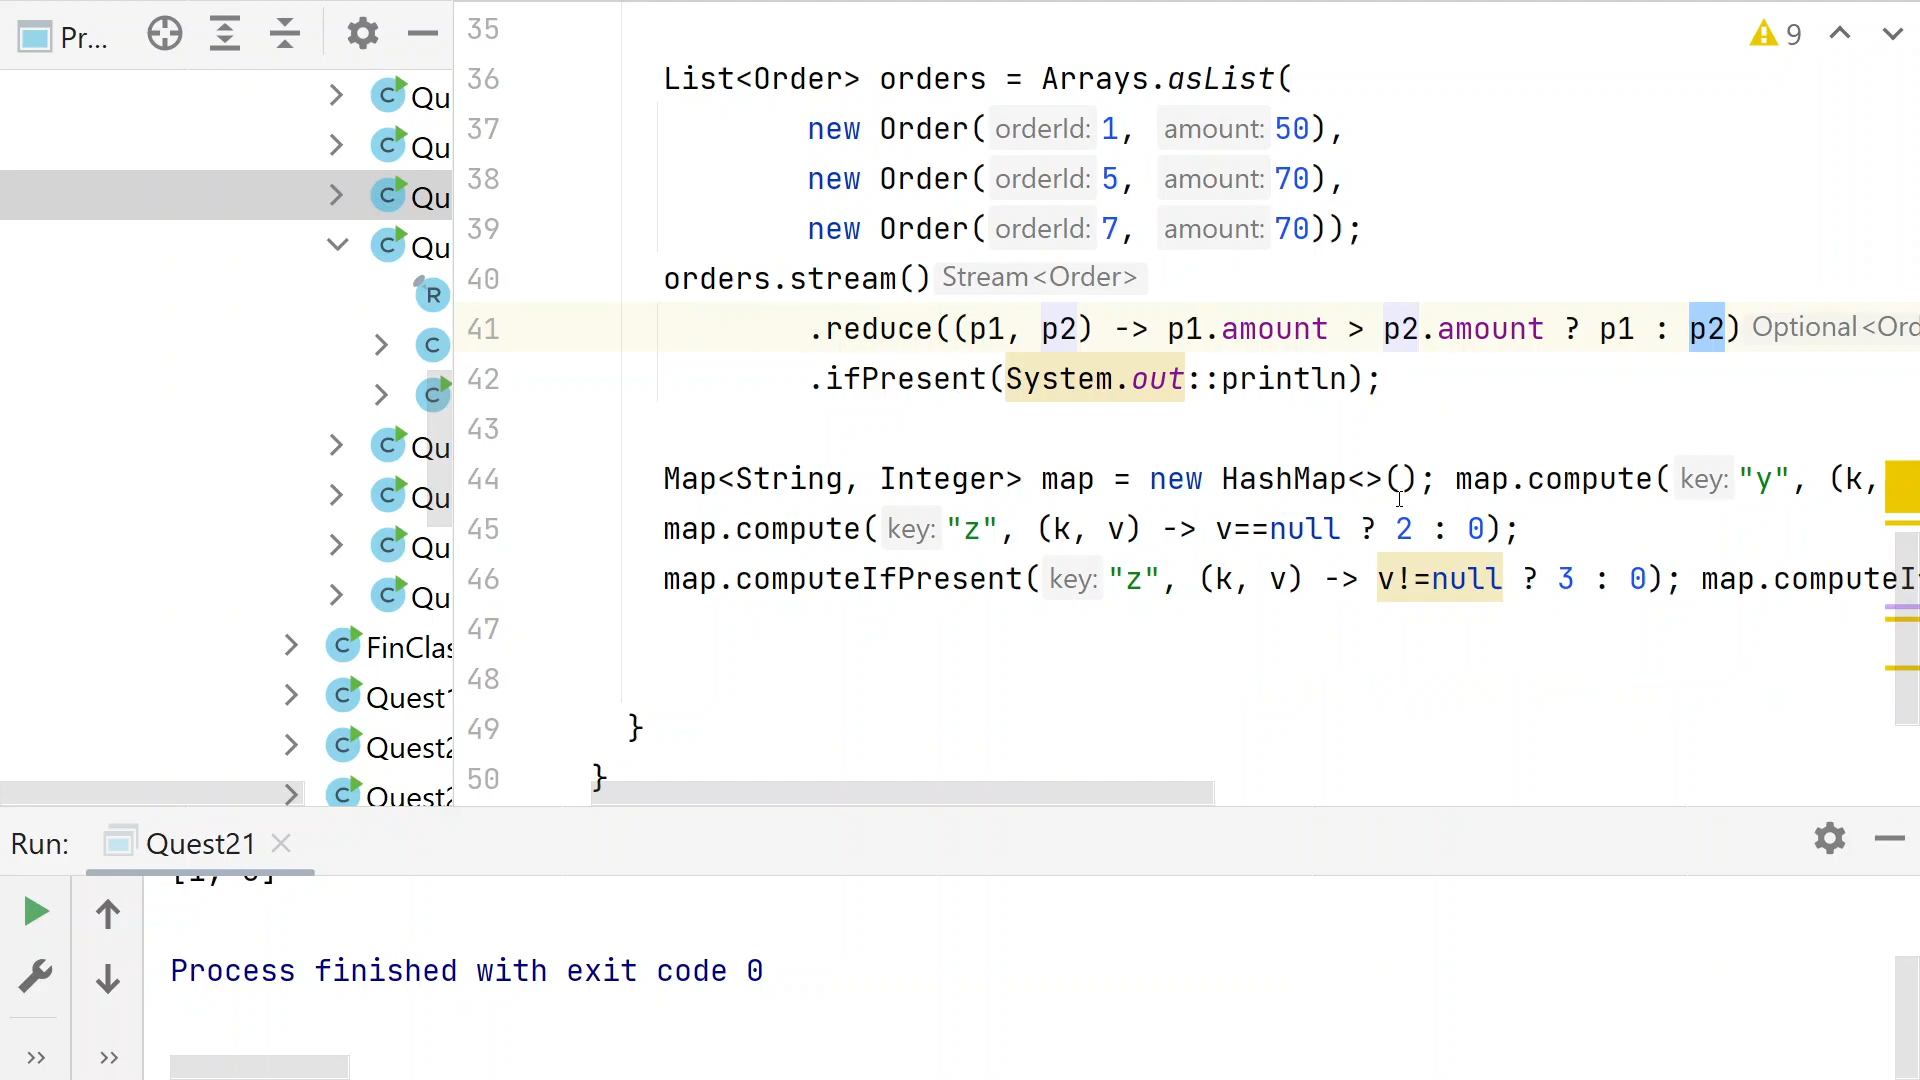 Pr...
9
Qu
Qu
Qu
Qu
R
C
C
Qu
Qu
Qu
Qu
FinClas
Quest
Quest2
Quest2
35
36 List<Order> orders = Arrays.asList(
37 new Order( orderId: 1, amount: 50),
38 new Order( orderId: 5, amount: 70),
39 new Order( orderId: 7, amount: 70));
40 orders.stream() Stream<Order>
41 .reduce((p1, p2) -> p1.amount > p2.amount ? p1 : p2) Optional<Ord
42 .ifPresent(System.out::println);
43
44 Map<String, Integer> map = new HashMap<>(); map.compute( key: "y", (k,
45 map.compute( key: "z", (k, v) -> v==null ? 2 : 0);
46 map.computeIfPresent( key: "z", (k, v) -> v!=null ? 3 : 0); map.computeI
47
48
49 }
50 }
Run: Quest21
Process finished with exit code 0